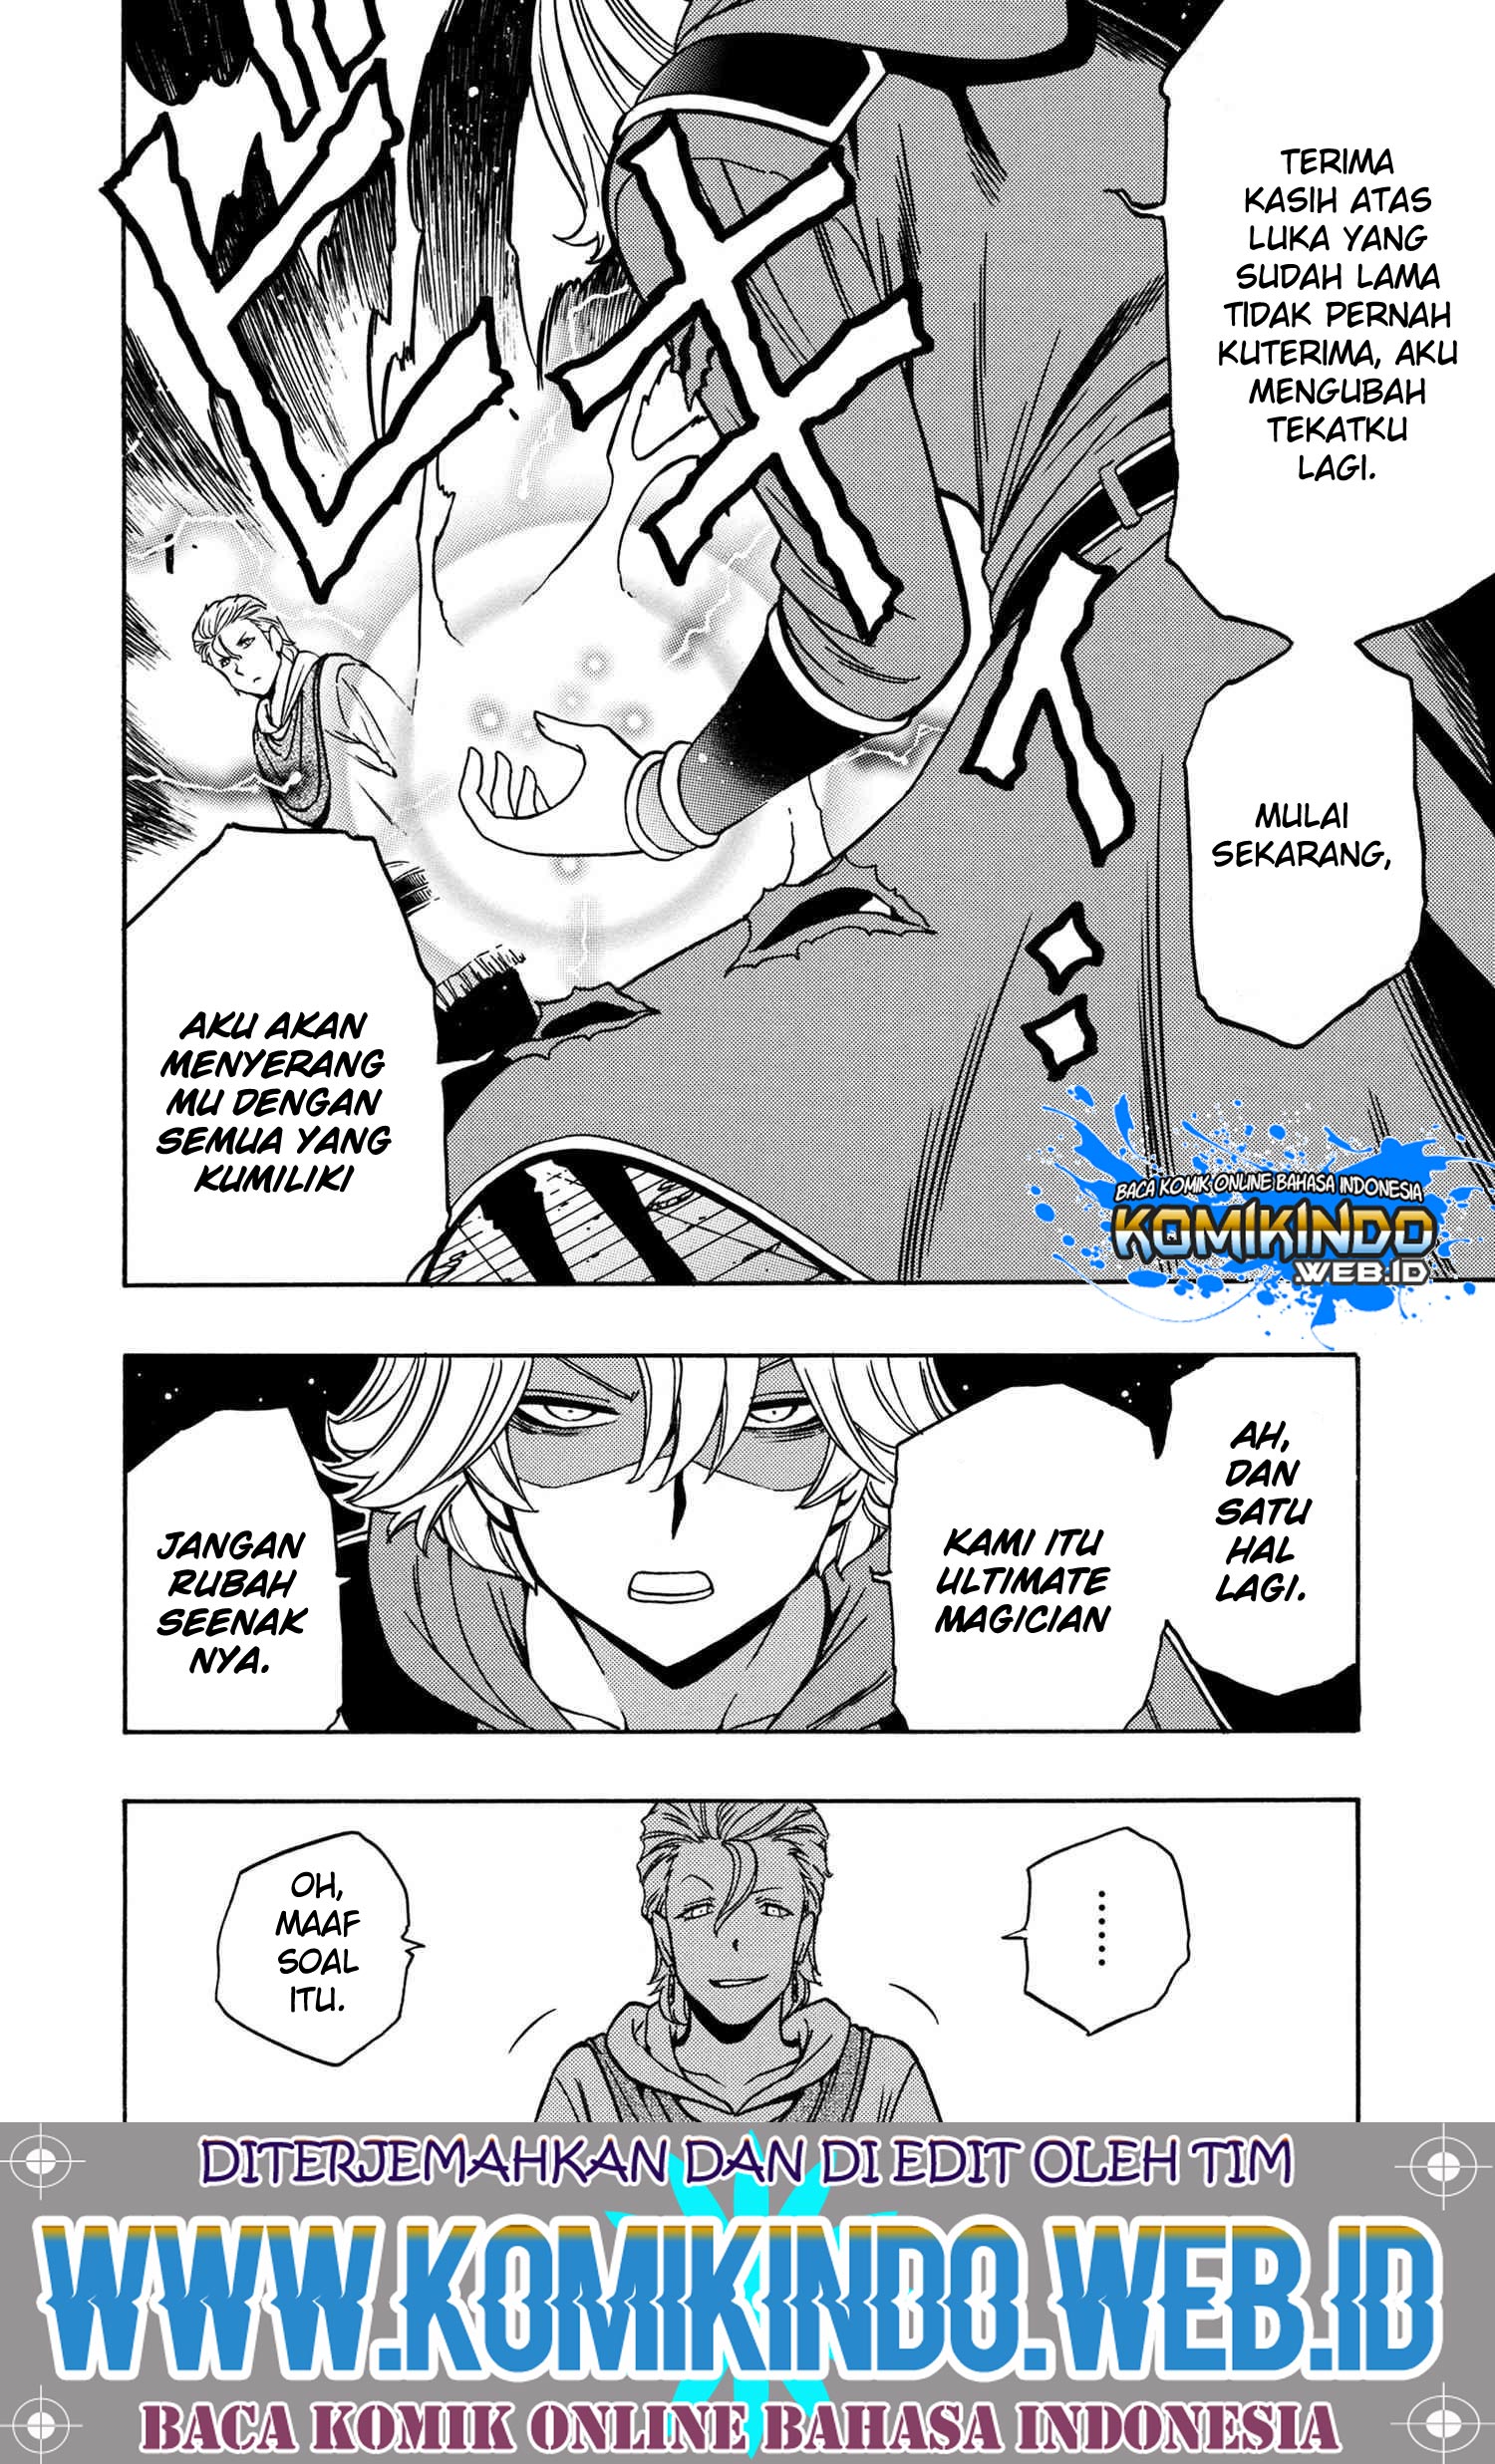 TERIMA
KASIH ATAS
LUKA YANG
SUDAH LAMA
TIDAK PERNAH
KUTERIMA, AKU
MENGUBAH
TEKATKU
LAGI.
MULAI
SEKARANG,
AKU AKAN
MENYERANG
MU DENGAN
SEMUA YANG
KUMILIKI
BACA KOMIK ONLINE BAHASA INDONESIA
KOMIKINDO
.WEB.ID
AH,
DAN
SATU
HAL
LAGI.
KAMI ITU
ULTIMATE
MAGICIAN
JANGAN
RUBAH
SEENAK
NYA.
......
OH,
MAAF
SOAL
ITU.
DITERJEMAHKAN DAN DI EDIT OLEH TIM
WWW.KOMIKINDO.WEB.ID
BACA KOMIK ONLINE BAHASA INDONESIA